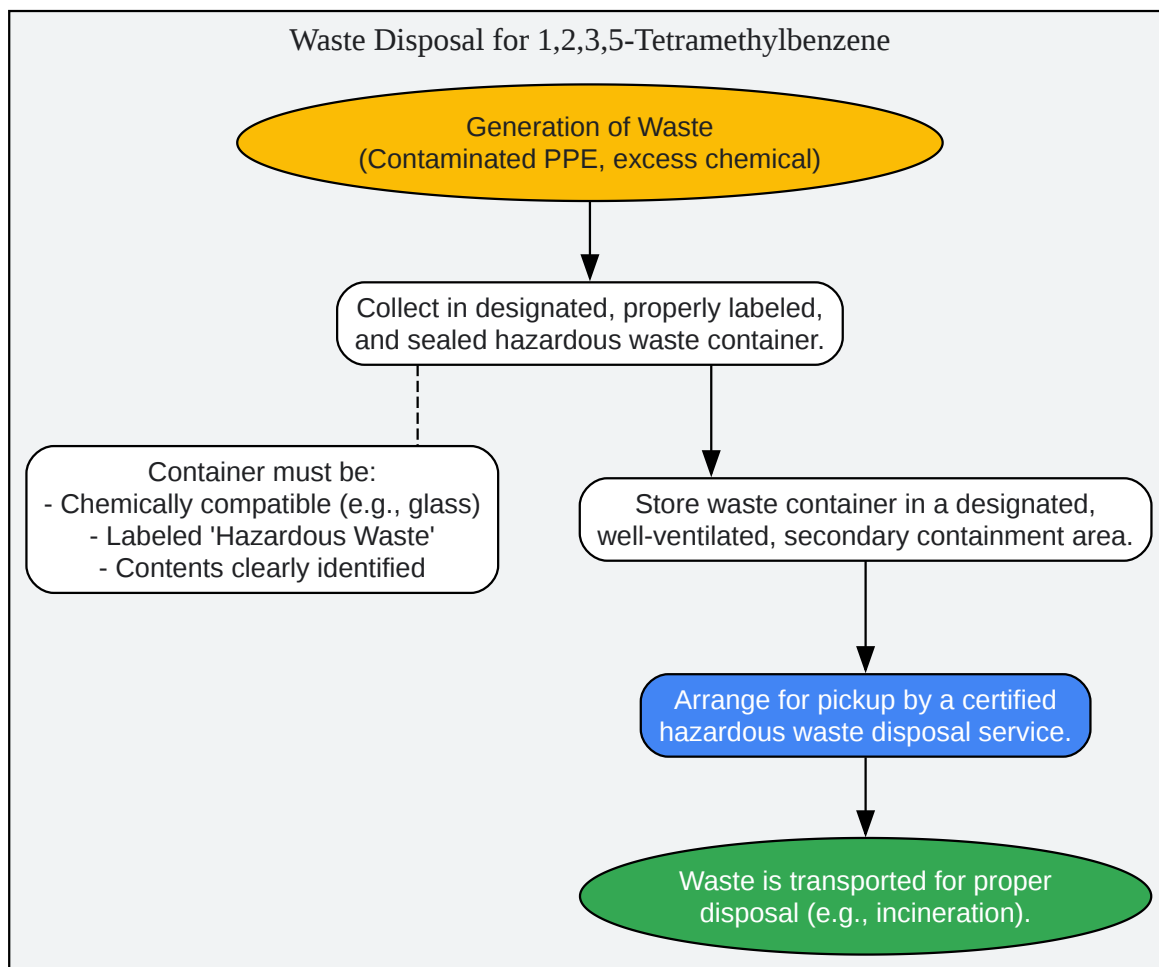 Waste Disposal for 1,2,3,5-Tetramethylbenzene
Generation of Waste
(Contaminated PPE, excess chemical)
Collect in designated, properly labeled,
and sealed hazardous waste container.
Container must be:
- Chemically compatible (e.g., glass)
- Labeled 'Hazardous Waste'
- Contents clearly identified
Store waste container in a designated,
well-ventilated, secondary containment area.
Arrange for pickup by a certified
hazardous waste disposal service.
Waste is transported for proper
disposal (e.g., incineration).